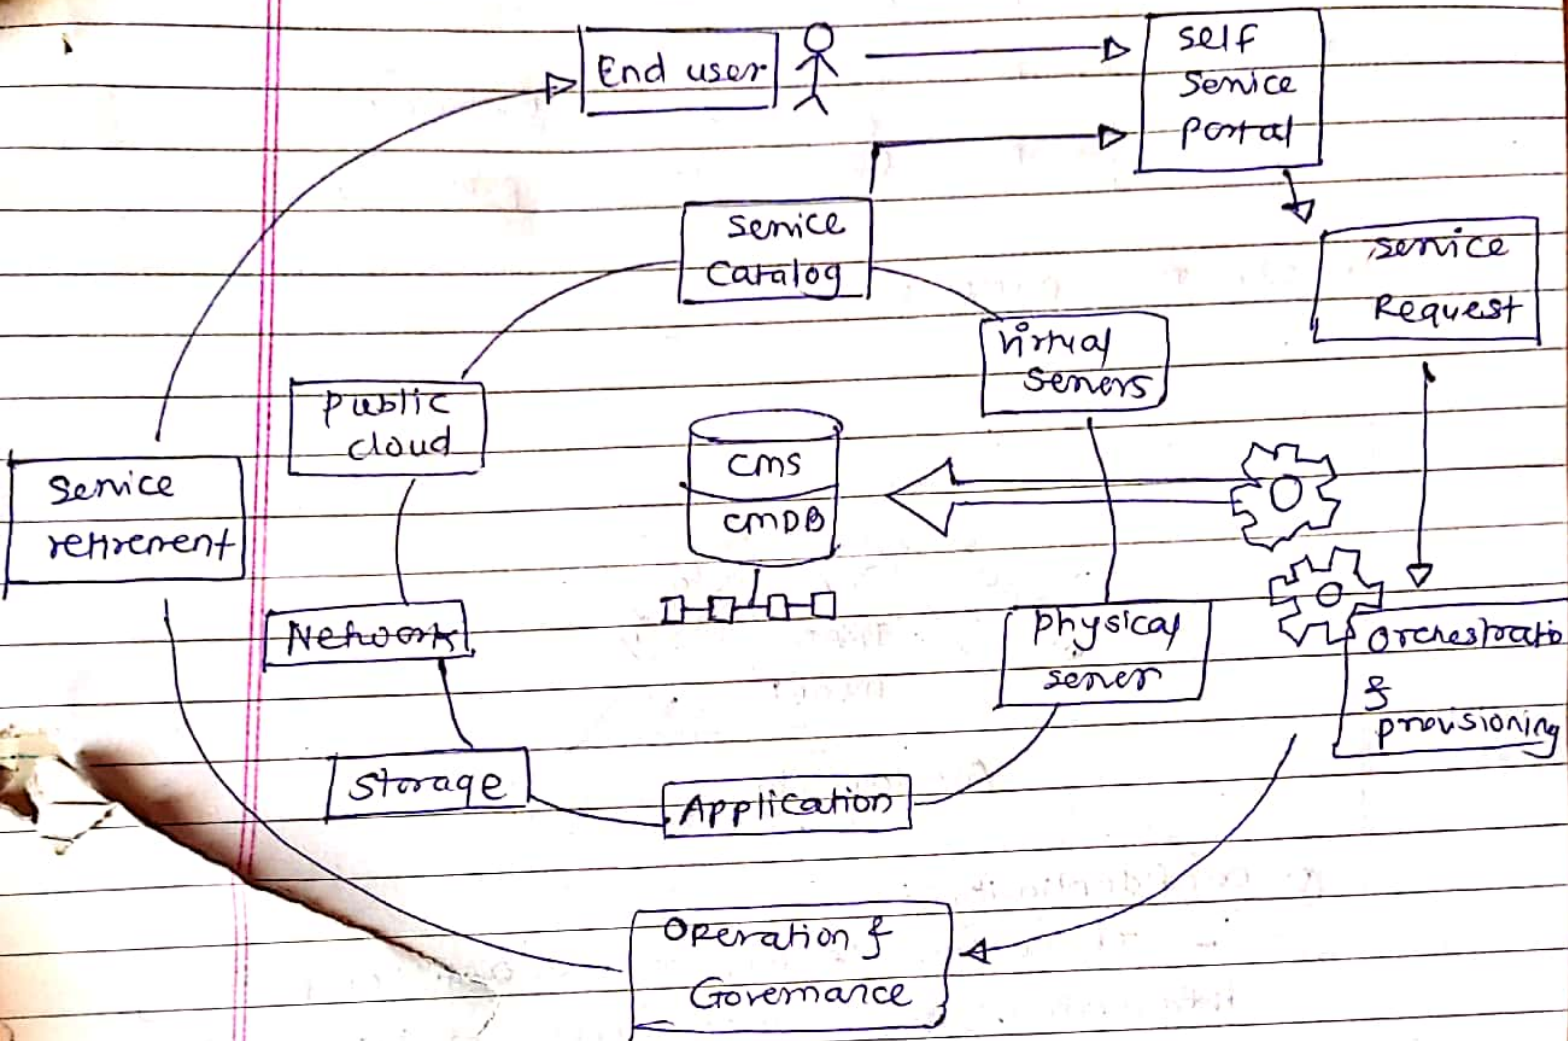 End user
self
service
portal
service
catalog
service
Request
virtual
servers
public
cloud
CMS
CMDB
service
retirement
Network
physical
server
orchestratio
&
provisioning
storage
Application
Operation &
Governance